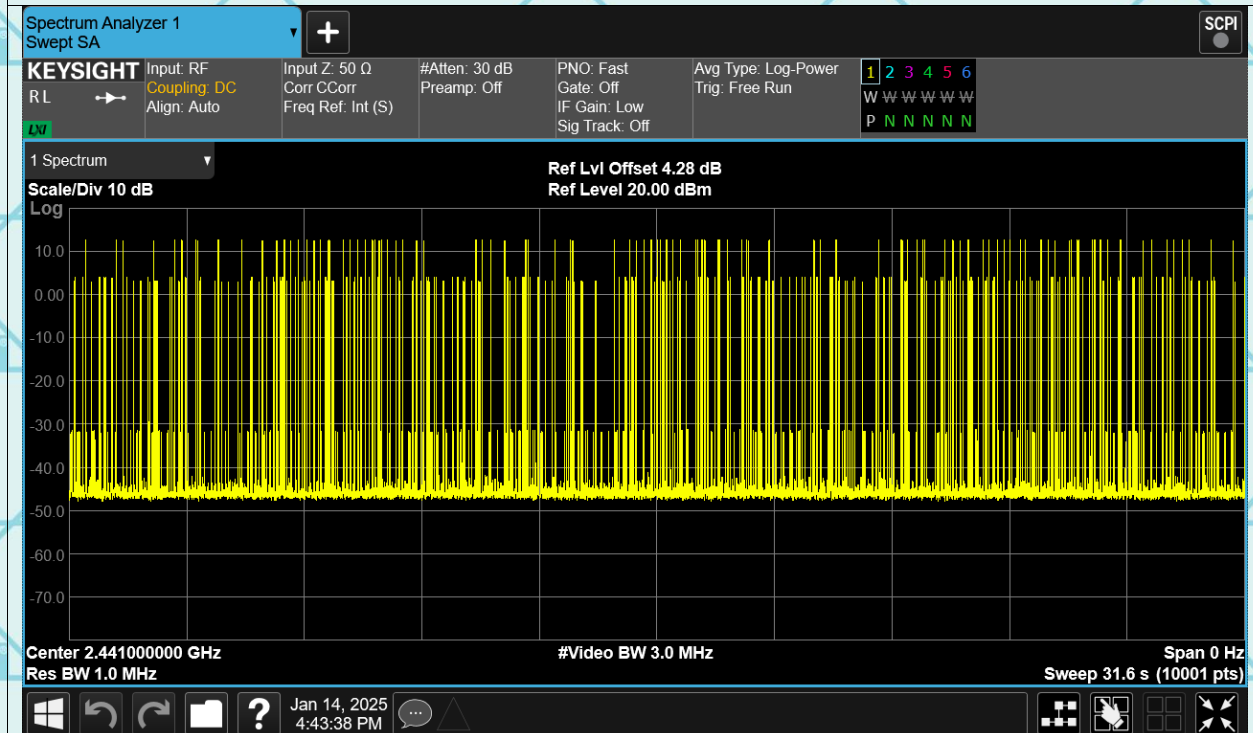 Spectrum Analyzer 1
Swept SA
▼
+
SCPI
KEYSIGHT
RL
LXI
Input: RF
Coupling: DC
Align: Auto
Input Z: 50 Ω
Corr CCorr
Freq Ref: Int (S)
#Atten: 30 dB
Preamp: Off
PNO: Fast
Gate: Off
IF Gain: Low
Sig Track: Off
Avg Type: Log-Power
Trig: Free Run
1 2 3 4 5 6
W W W W W W
P N N N N N
1 Spectrum ▼
Scale/Div 10 dB
Ref Lvl Offset 4.28 dB
Ref Level 20.00 dBm
Log
10.0
0.00
-10.0
-20.0
-30.0
-40.0
-50.0
-60.0
-70.0
Center 2.441000000 GHz
Res BW 1.0 MHz
#Video BW 3.0 MHz
Span 0 Hz
Sweep 31.6 s (10001 pts)
?
Jan 14, 2025
4:43:38 PM